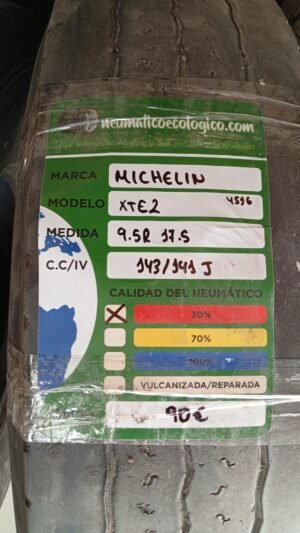 neumaticoecologico.com
MARCA MICHELIN
MODELO XTE2 4596
MEDIDA 9.5R 17.5
C.C/IV 143/141 J
CALIDAD DEL NEUMÁTICO
X 30%
70%
100%
VULCANIZADA/REPARADA
90€